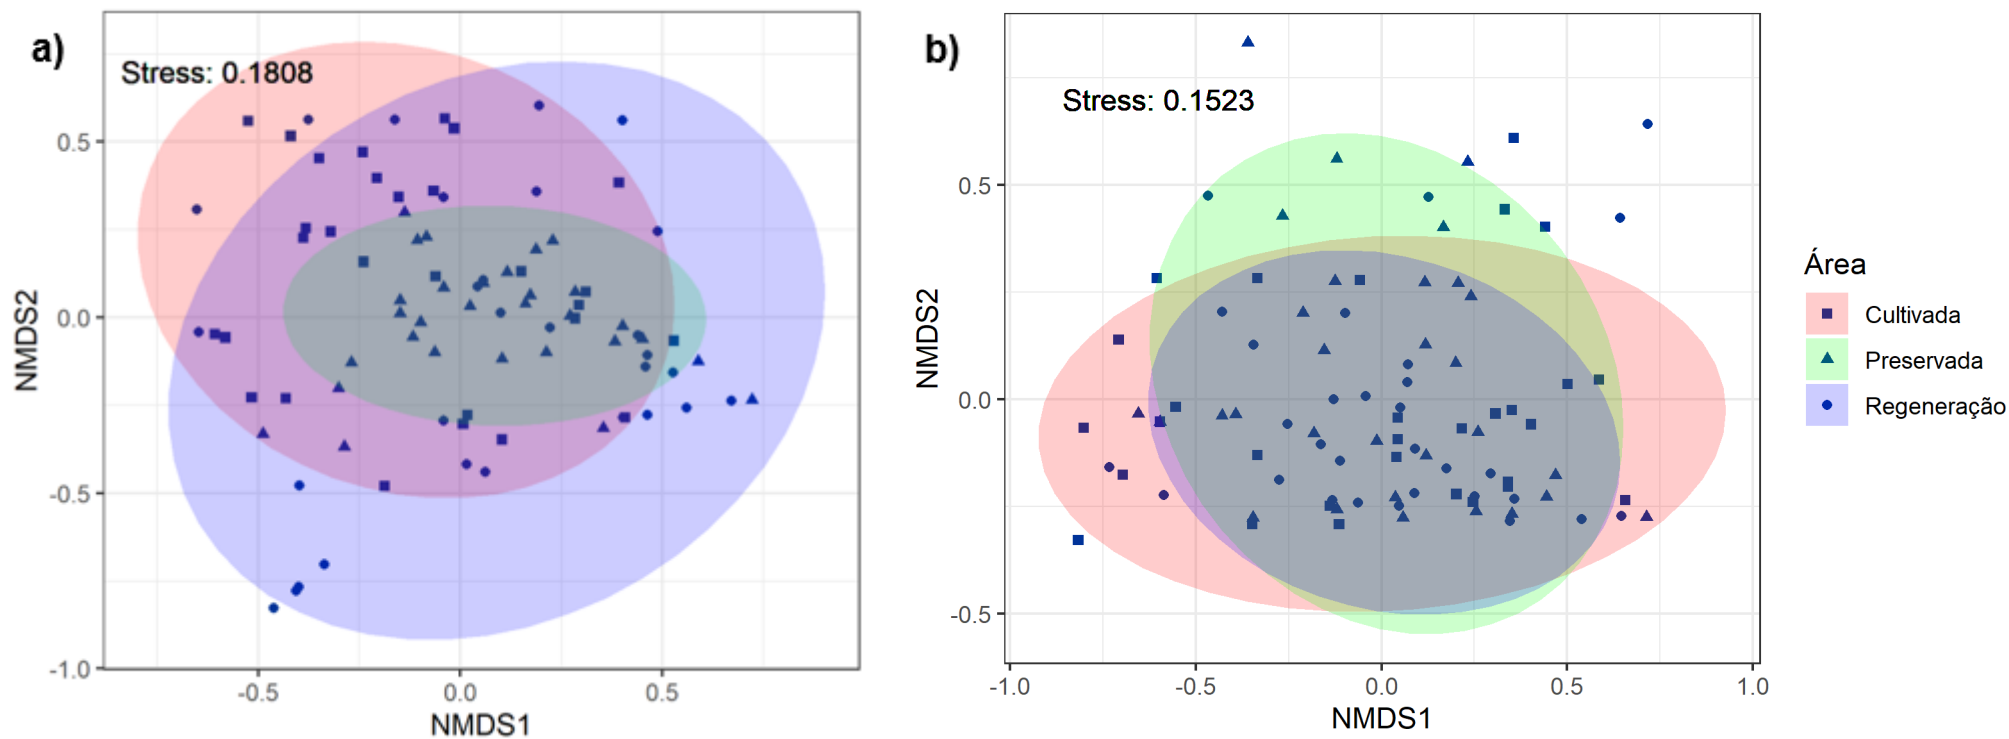 a)
Stress: 0.1808
0.5
0.0
-0.5
-1.0
NMDS2
-0.5
0.0
0.5
NMDS1
b)
Stress: 0.1523
0.5
0.0
-0.5
NMDS2
-1.0
-0.5
0.0
0.5
1.0
NMDS1
Área
Cultivada
Preservada
Regeneração